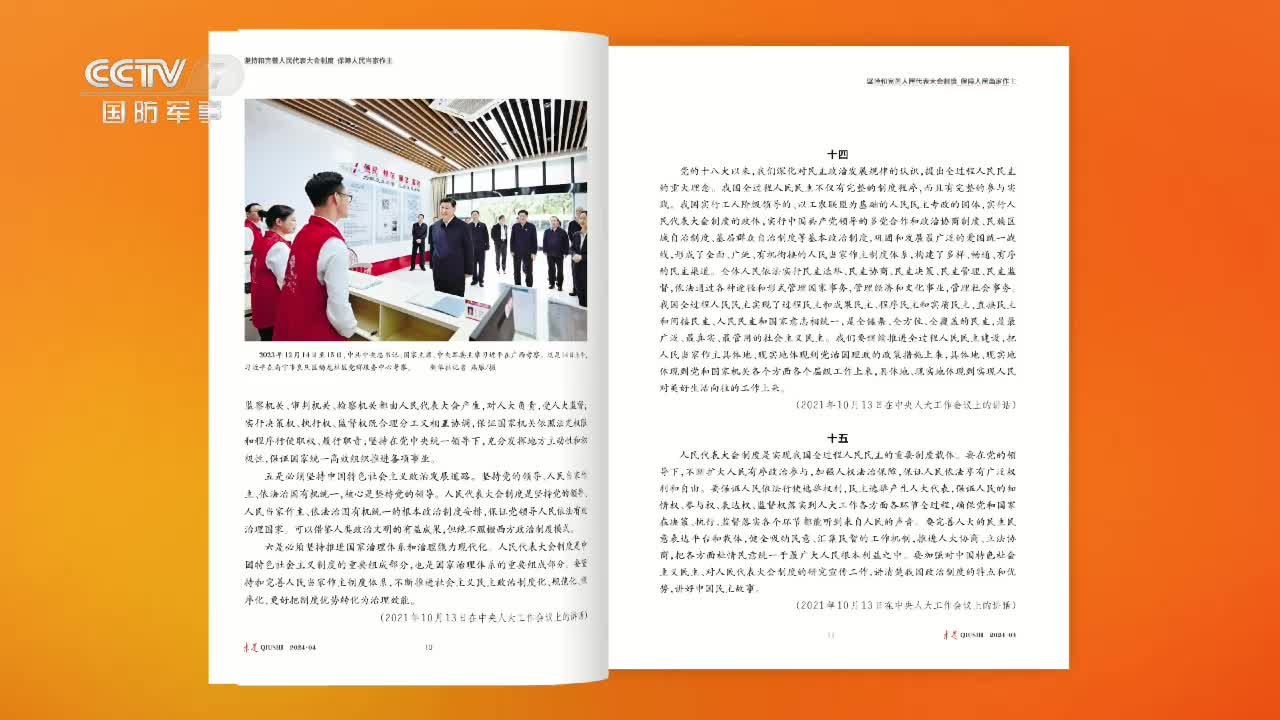 CCTV 7
国防军事
坚持和完善人民代表大会制度 保障人民当家作主
便民
2023年12月14日至15日，中共中央总书记、国家主席、中央军委主席习近平在广西考察。这是14日上午，
习近平在南宁市良庆区蟠龙社区党群服务中心考察。 新华社记者 燕雁/摄
监察机关、审判机关、检察机关都由人民代表大会产生，对人大负责、受人大监督；
实行决策权、执行权、监督权既合理分工又相互协调，保证国家机关依照法定权限
和程序行使职权、履行职责；坚持在党中央统一领导下，充分发挥地方主动性和积
极性，保证国家统一高效组织推进各项事业。
五是必须坚持中国特色社会主义政治发展道路。坚持党的领导、人民当家作
主、依法治国有机统一，核心是坚持党的领导。人民代表大会制度是坚持党的领导、
人民当家作主、依法治国有机统一的根本政治制度安排，保证党领导人民依法有效
治理国家。可以借鉴人类政治文明的有益成果，但绝不照搬西方政治制度模式。
六是必须坚持推进国家治理体系和治理能力现代化。人民代表大会制度是中
国特色社会主义制度的重要组成部分，也是国家治理体系的重要组成部分。要坚
持和完善人民当家作主制度体系，不断推进社会主义民主政治制度化、规范化、程
序化，更好把制度优势转化为治理效能。
（2021年10月13日在中央人大工作会议上的讲话）
求是 QIUSHI 2024·04
10
坚持和完善人民代表大会制度 保障人民当家作主
十四
党的十八大以来，我们深化对民主政治发展规律的认识，提出全过程人民民主
的重大理念。我国全过程人民民主不仅有完整的制度程序，而且有完整的参与实
践。我国实行工人阶级领导的、以工农联盟为基础的人民民主专政的国体，实行人
民代表大会制度的政体，实行中国共产党领导的多党合作和政治协商制度、民族区
域自治制度、基层群众自治制度等基本政治制度，巩固和发展最广泛的爱国统一战
线，形成了全面、广泛、有机衔接的人民当家作主制度体系，构建了多样、畅通、有序
的民主渠道。全体人民依法实行民主选举、民主协商、民主决策、民主管理、民主监
督，依法通过各种途径和形式管理国家事务，管理经济和文化事业，管理社会事务。
我国全过程人民民主实现了过程民主和成果民主、程序民主和实质民主、直接民主
和间接民主、人民民主和国家意志相统一，是全链条、全方位、全覆盖的民主，是最
广泛、最真实、最管用的社会主义民主。我们要继续推进全过程人民民主建设，把
人民当家作主具体地、现实地体现到党治国理政的政策措施上来，具体地、现实地
体现到党和国家机关各个方面各个层级工作上来，具体地、现实地体现到实现人民
对美好生活向往的工作上来。
（2021年10月13日在中央人大工作会议上的讲话）
十五
人民代表大会制度是实现我国全过程人民民主的重要制度载体。要在党的领
导下，不断扩大人民有序政治参与，加强人权法治保障，保证人民依法享有广泛权
利和自由。要保证人民依法行使选举权利，民主选举产生人大代表，保证人民的知
情权、参与权、表达权、监督权落实到人大工作各方面各环节全过程，确保党和国家
在决策、执行、监督落实各个环节都能听到来自人民的声音。要完善人大的民主民
意表达平台和载体，健全吸纳民意、汇集民智的工作机制，推进人大协商、立法协
商，把各方面社情民意统一于最广大人民根本利益之中。要加强对中国特色社会
主义民主、对人民代表大会制度的研究宣传工作，讲清楚我国政治制度的特点和优
势，讲好中国民主故事。
（2021年10月13日在中央人大工作会议上的讲话）
11
求是 QIUSHI 2024·04